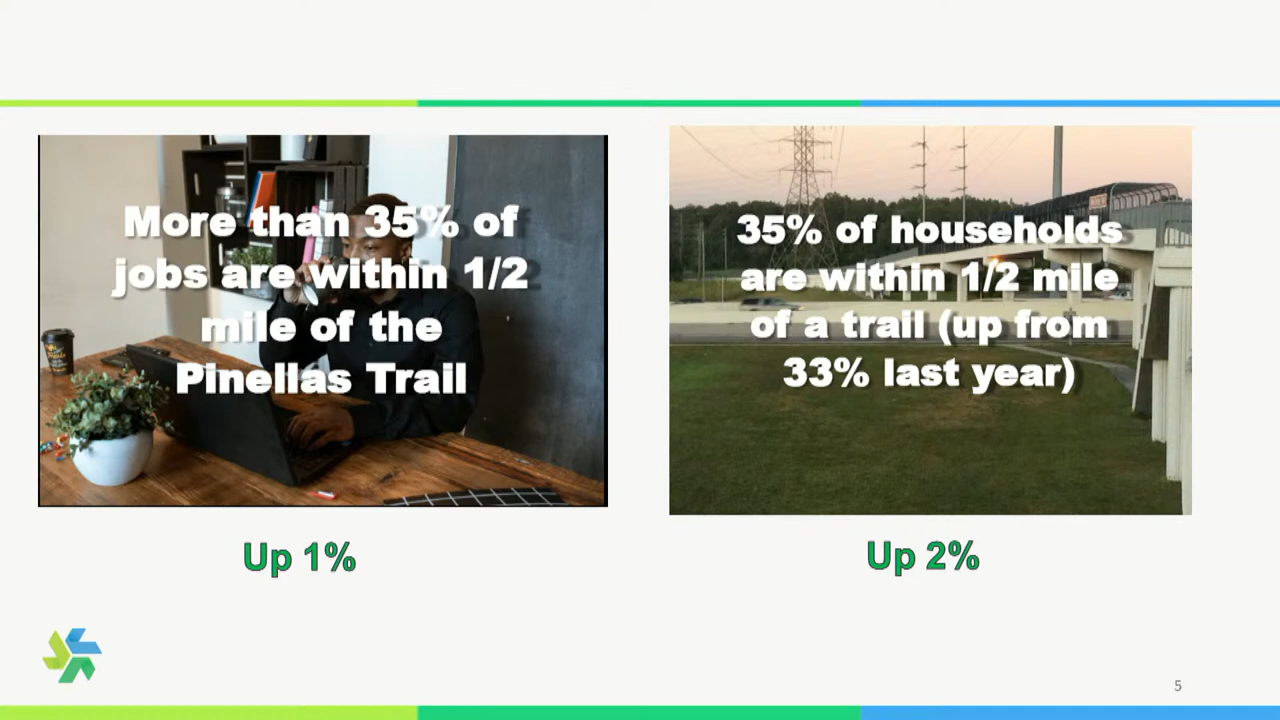 More than 35% of
jobs are within 1/2
mile of the
Pinellas Trail
35% of households
are within 1/2 mile
of a trail (up from
33% last year)
Up 1%
Up 2%
5